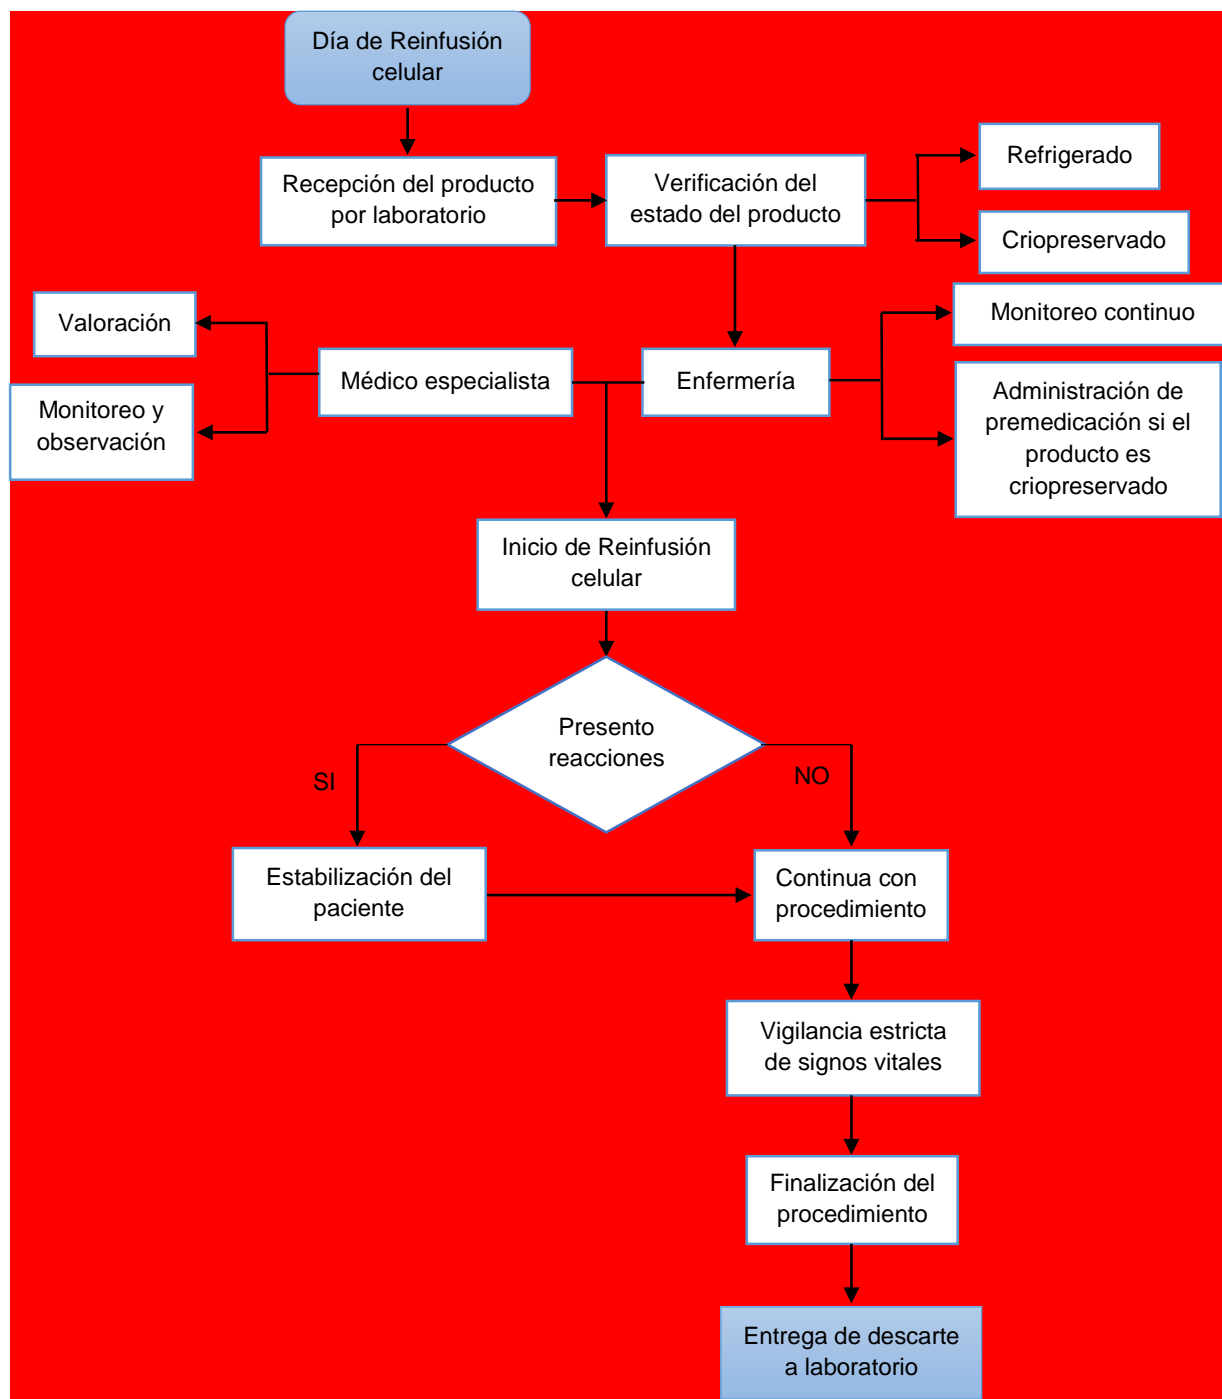 Día de Reinfusión
celular
Recepción del producto
por laboratorio
Verificación del
estado del producto
Refrigerado
Criopreservado
Valoración
Monitoreo y
observación
Médico especialista
Enfermería
Monitoreo continuo
Administración de
premedicación si el
producto es
criopreservado
Inicio de Reinfusión
celular
Presento
reacciones
SI
NO
Estabilización del
paciente
Continua con
procedimiento
Vigilancia estricta
de signos vitales
Finalización del
procedimiento
Entrega de descarte
a laboratorio